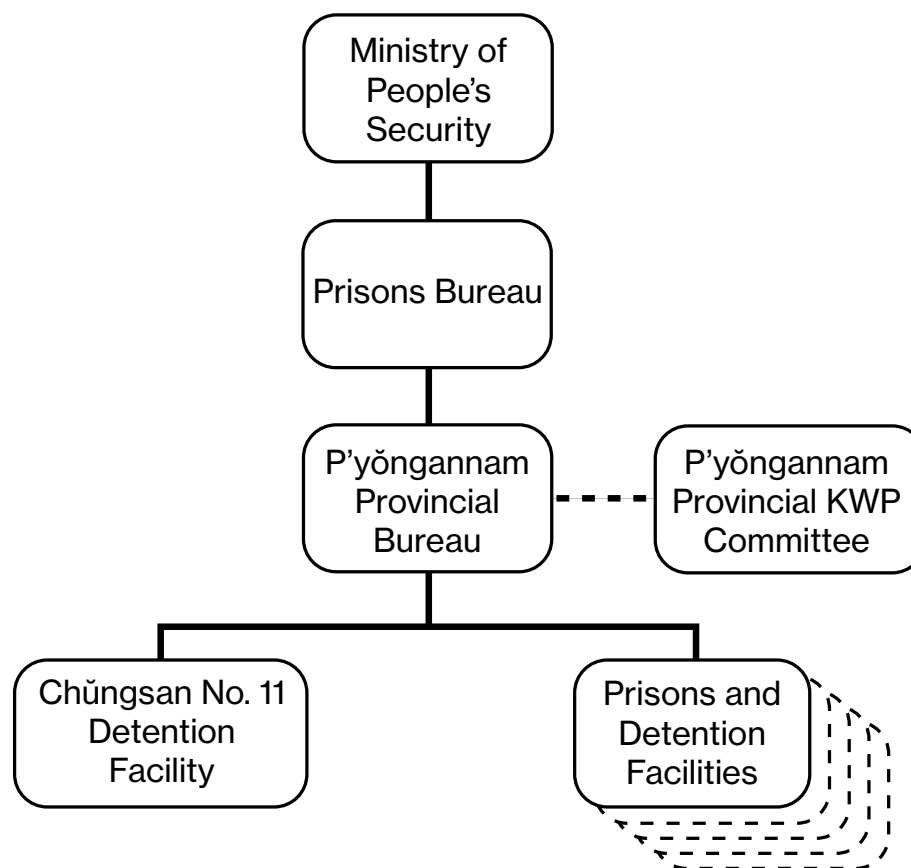 Ministry of
People’s
Security
Prisons Bureau
P’yŏngannam
Provincial
Bureau
P’yŏngannam
Provincial KWP
Committee
Chŭngsan No. 11
Detention
Facility
Prisons and
Detention
Facilities